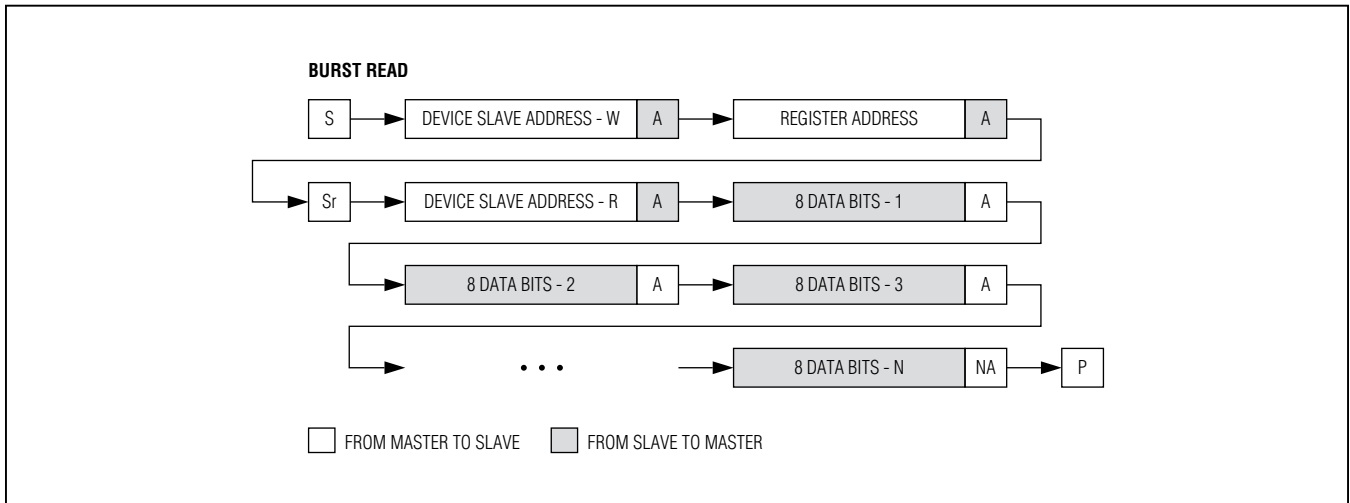 BURST READ
S DEVICE SLAVE ADDRESS - W A REGISTER ADDRESS A
Sr DEVICE SLAVE ADDRESS - R A 8 DATA BITS - 1 A
8 DATA BITS - 2 A 8 DATA BITS - 3 A
• • • 8 DATA BITS - N NA P
FROM MASTER TO SLAVE FROM SLAVE TO MASTER